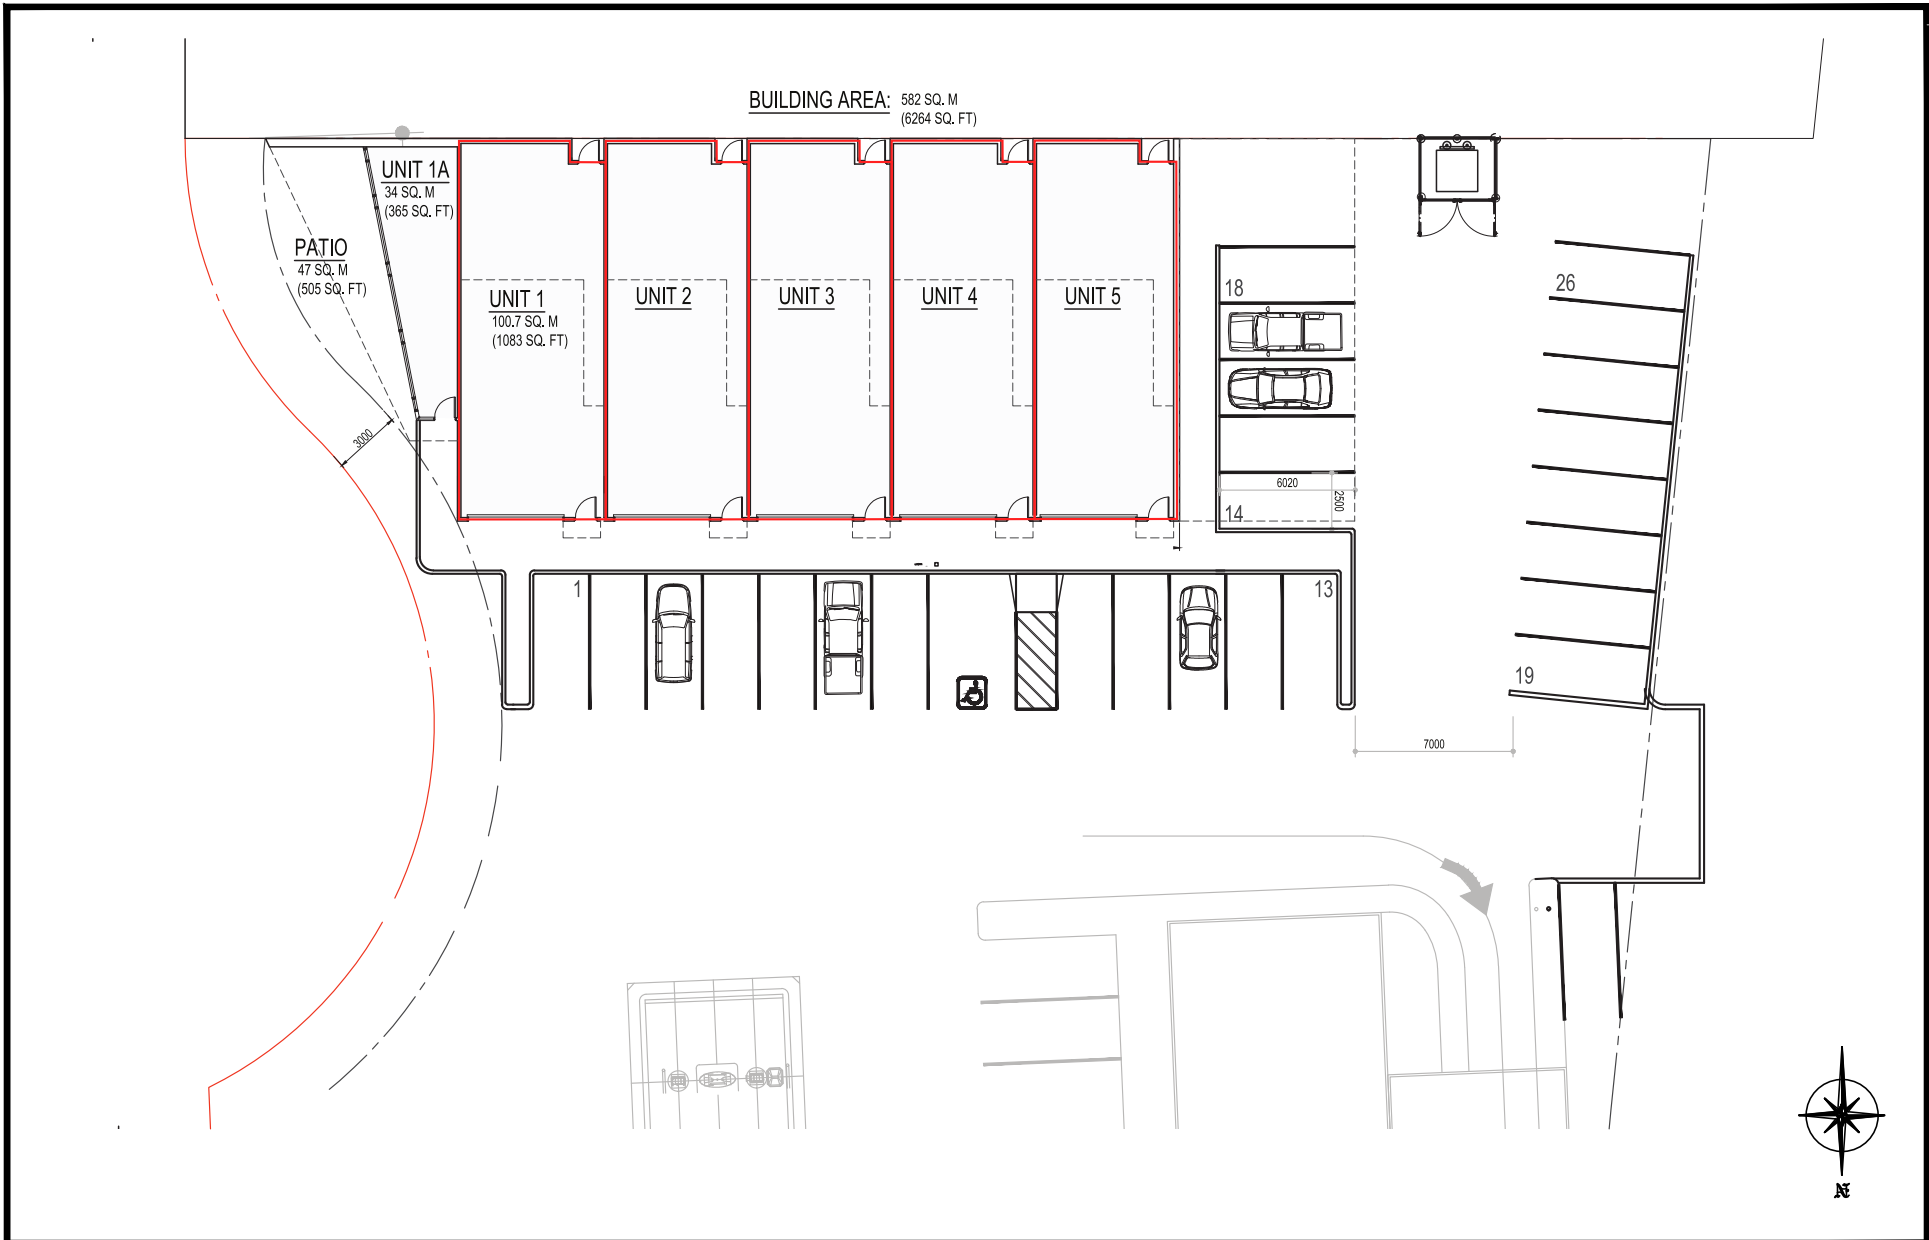 BUILDING AREA: 582 SQ. M
(6264 SQ. FT)
UNIT 1A
34 SQ. M
(365 SQ. FT)
PATIO
47 SQ. M
(505 SQ. FT)
UNIT 1
100.7 SQ. M
(1083 SQ. FT)
UNIT 2
UNIT 3
UNIT 4
UNIT 5
18
26
3000
6020
2500
14
1
13
19
7000
N